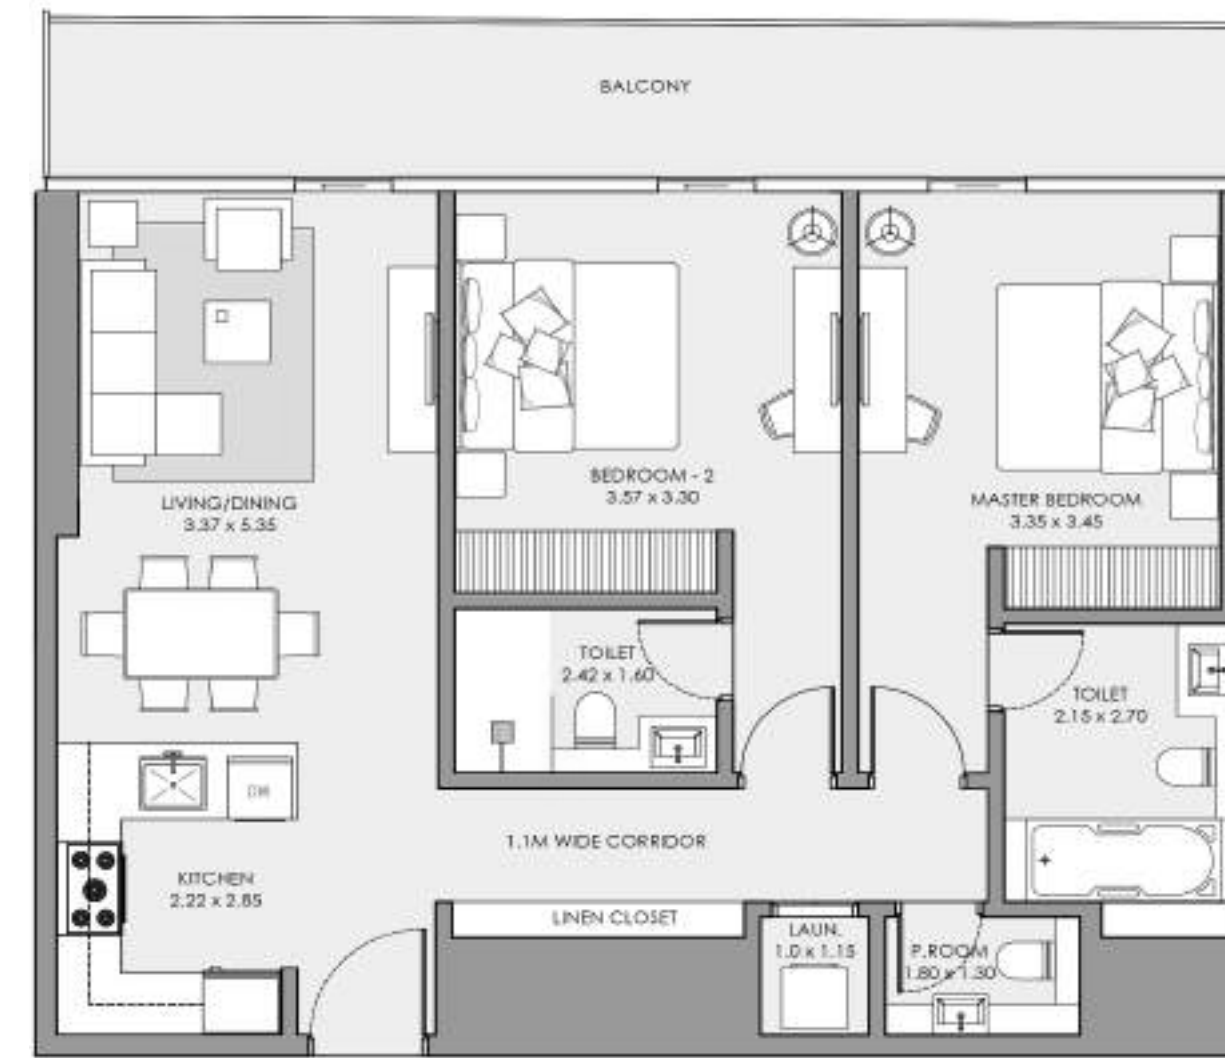 BALCONY
LIVING/DINING
3.37 x 5.35
BEDROOM - 2
3.57 x 3.30
MASTER BEDROOM
3.35 x 3.45
TOILET
2.42 x 1.60
TOILET
2.15 x 2.70
DW
1.1M WIDE CORRIDOR
KITCHEN
2.22 x 2.85
LINEN CLOSET
LAUN.
1.0 x 1.15
P.ROOM
1.80 x 1.30